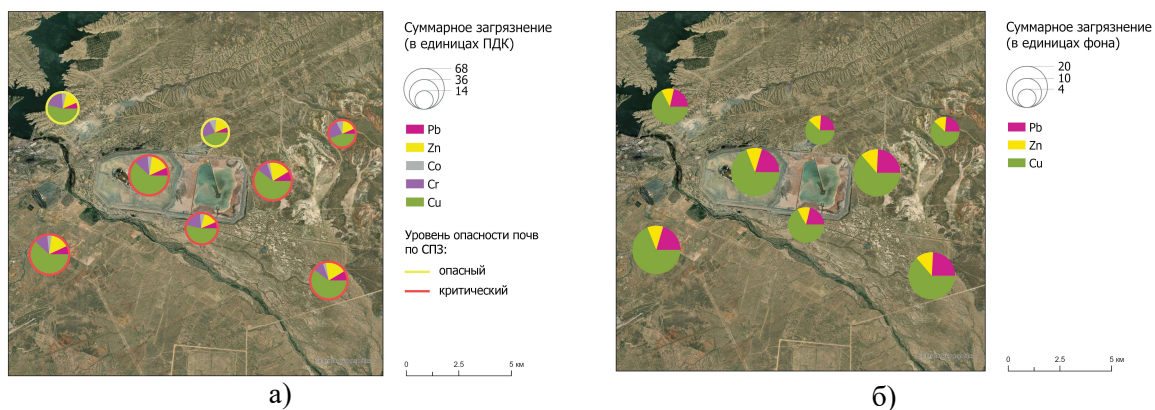 Суммарное загрязнение
(в единицах ПДК)
68
36
14
Pb
Zn
Co
Cr
Cu
Уровень опасности почв
по СПЗ:
опасный
критический
0
2.5
5 км
а)
Суммарное загрязнение
(в единицах фона)
20
10
4
Pb
Zn
Cu
0
2.5
5 км
б)